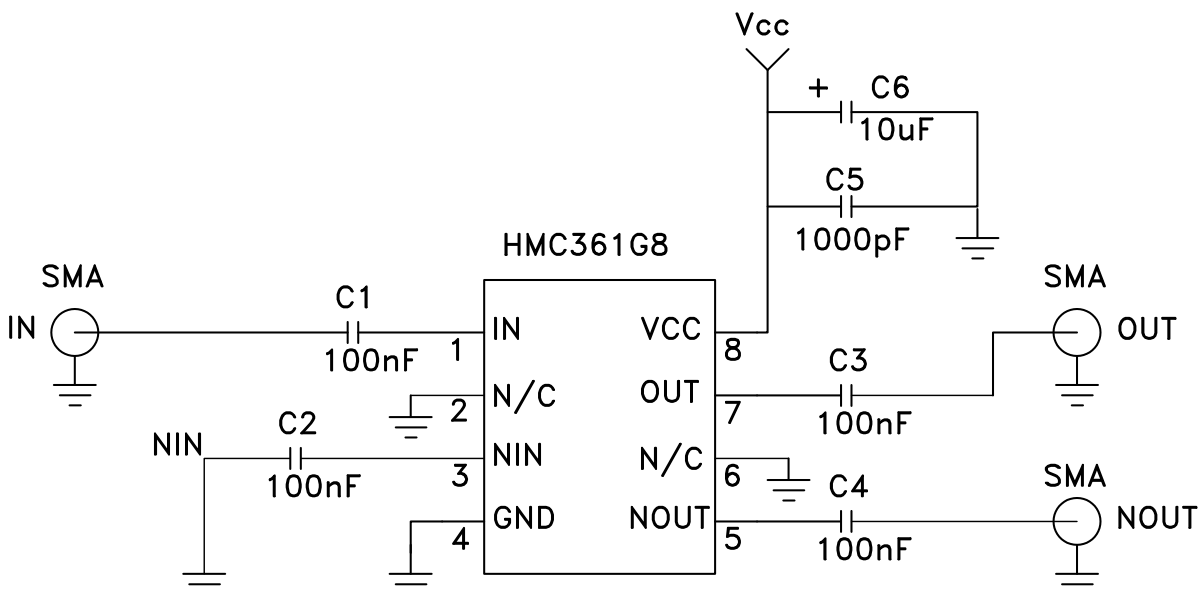 Vcc
+ C6
10uF
C5
1000pF
HMC361G8
SMA
IN
C1
100nF
1
IN
VCC
8
SMA
OUT
2
N/C
OUT
7
C3
100nF
NIN
C2
100nF
3
NIN
N/C
6
4
GND
NOUT
5
C4
100nF
SMA
NOUT